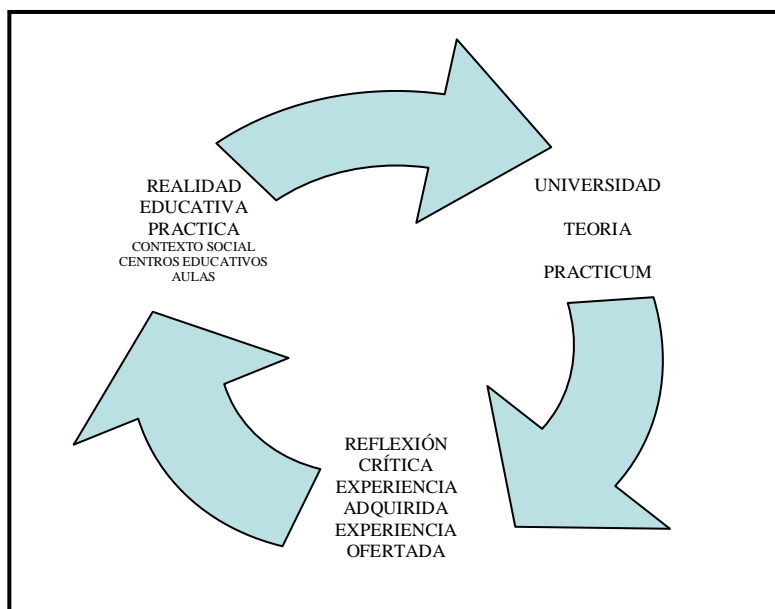 REALIDAD
EDUCATIVA
PRACTICA
CONTEXTO SOCIAL
CENTROS EDUCATIVOS
AULAS
UNIVERSIDAD
TEORIA
PRACTICUM
REFLEXIÓN
CRÍTICA
EXPERIENCIA
ADQUIRIDA
EXPERIENCIA
OFERTADA